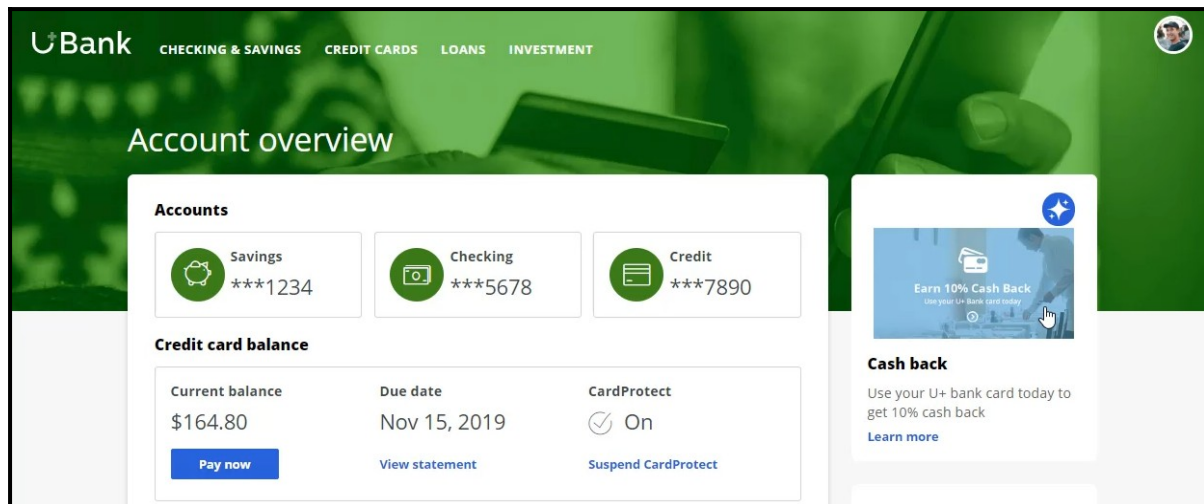 U+Bank
CHECKING & SAVINGS CREDIT CARDS LOANS INVESTMENT
Account overview
Accounts
Savings
***1234
Checking
***5678
Credit
***7890
Credit card balance
Current balance
$164.80
Pay now
Due date
Nov 15, 2019
View statement
CardProtect
On
Suspend CardProtect
Earn 10% Cash Back
Use your U+ Bank card today
Cash back
Use your U+ bank card today to
get 10% cash back
Learn more